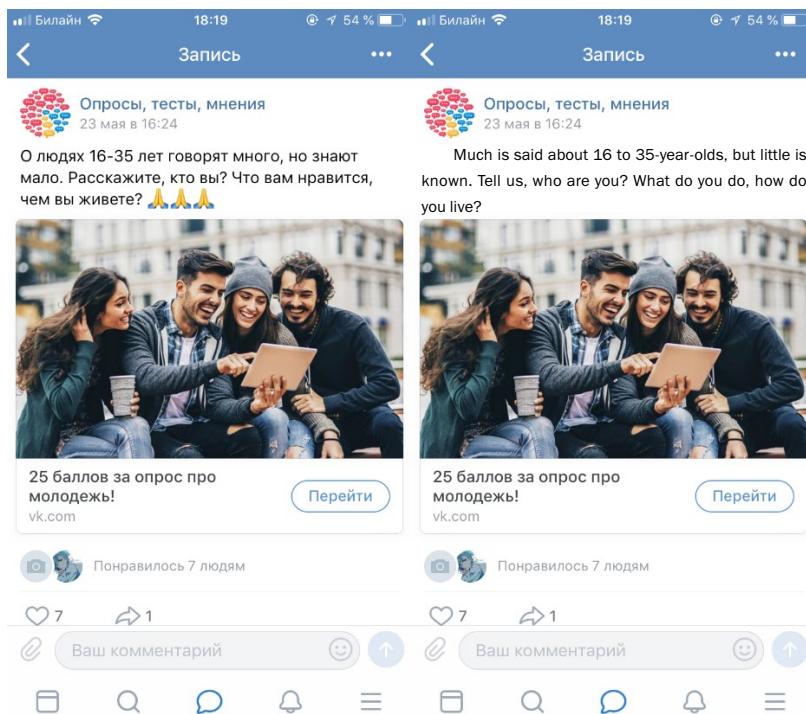 Билайн 18:19 54 %
Запись
Опросы, тесты, мнения
23 мая в 16:24
О людях 16-35 лет говорят много, но знают
мало. Расскажите, кто вы? Что вам нравится,
чем вы живете? 🙏🙏🙏
25 баллов за опрос про
молодежь!
Перейти
vk.com
Понравилось 7 людям
7 1
Ваш комментарий
Билайн 18:19 54 %
Запись
Опросы, тесты, мнения
23 мая в 16:24
Much is said about 16 to 35-year-olds, but little is
known. Tell us, who are you? What do you do, how do
you live?
25 баллов за опрос про
молодежь!
Перейти
vk.com
Понравилось 7 людям
7 1
Ваш комментарий